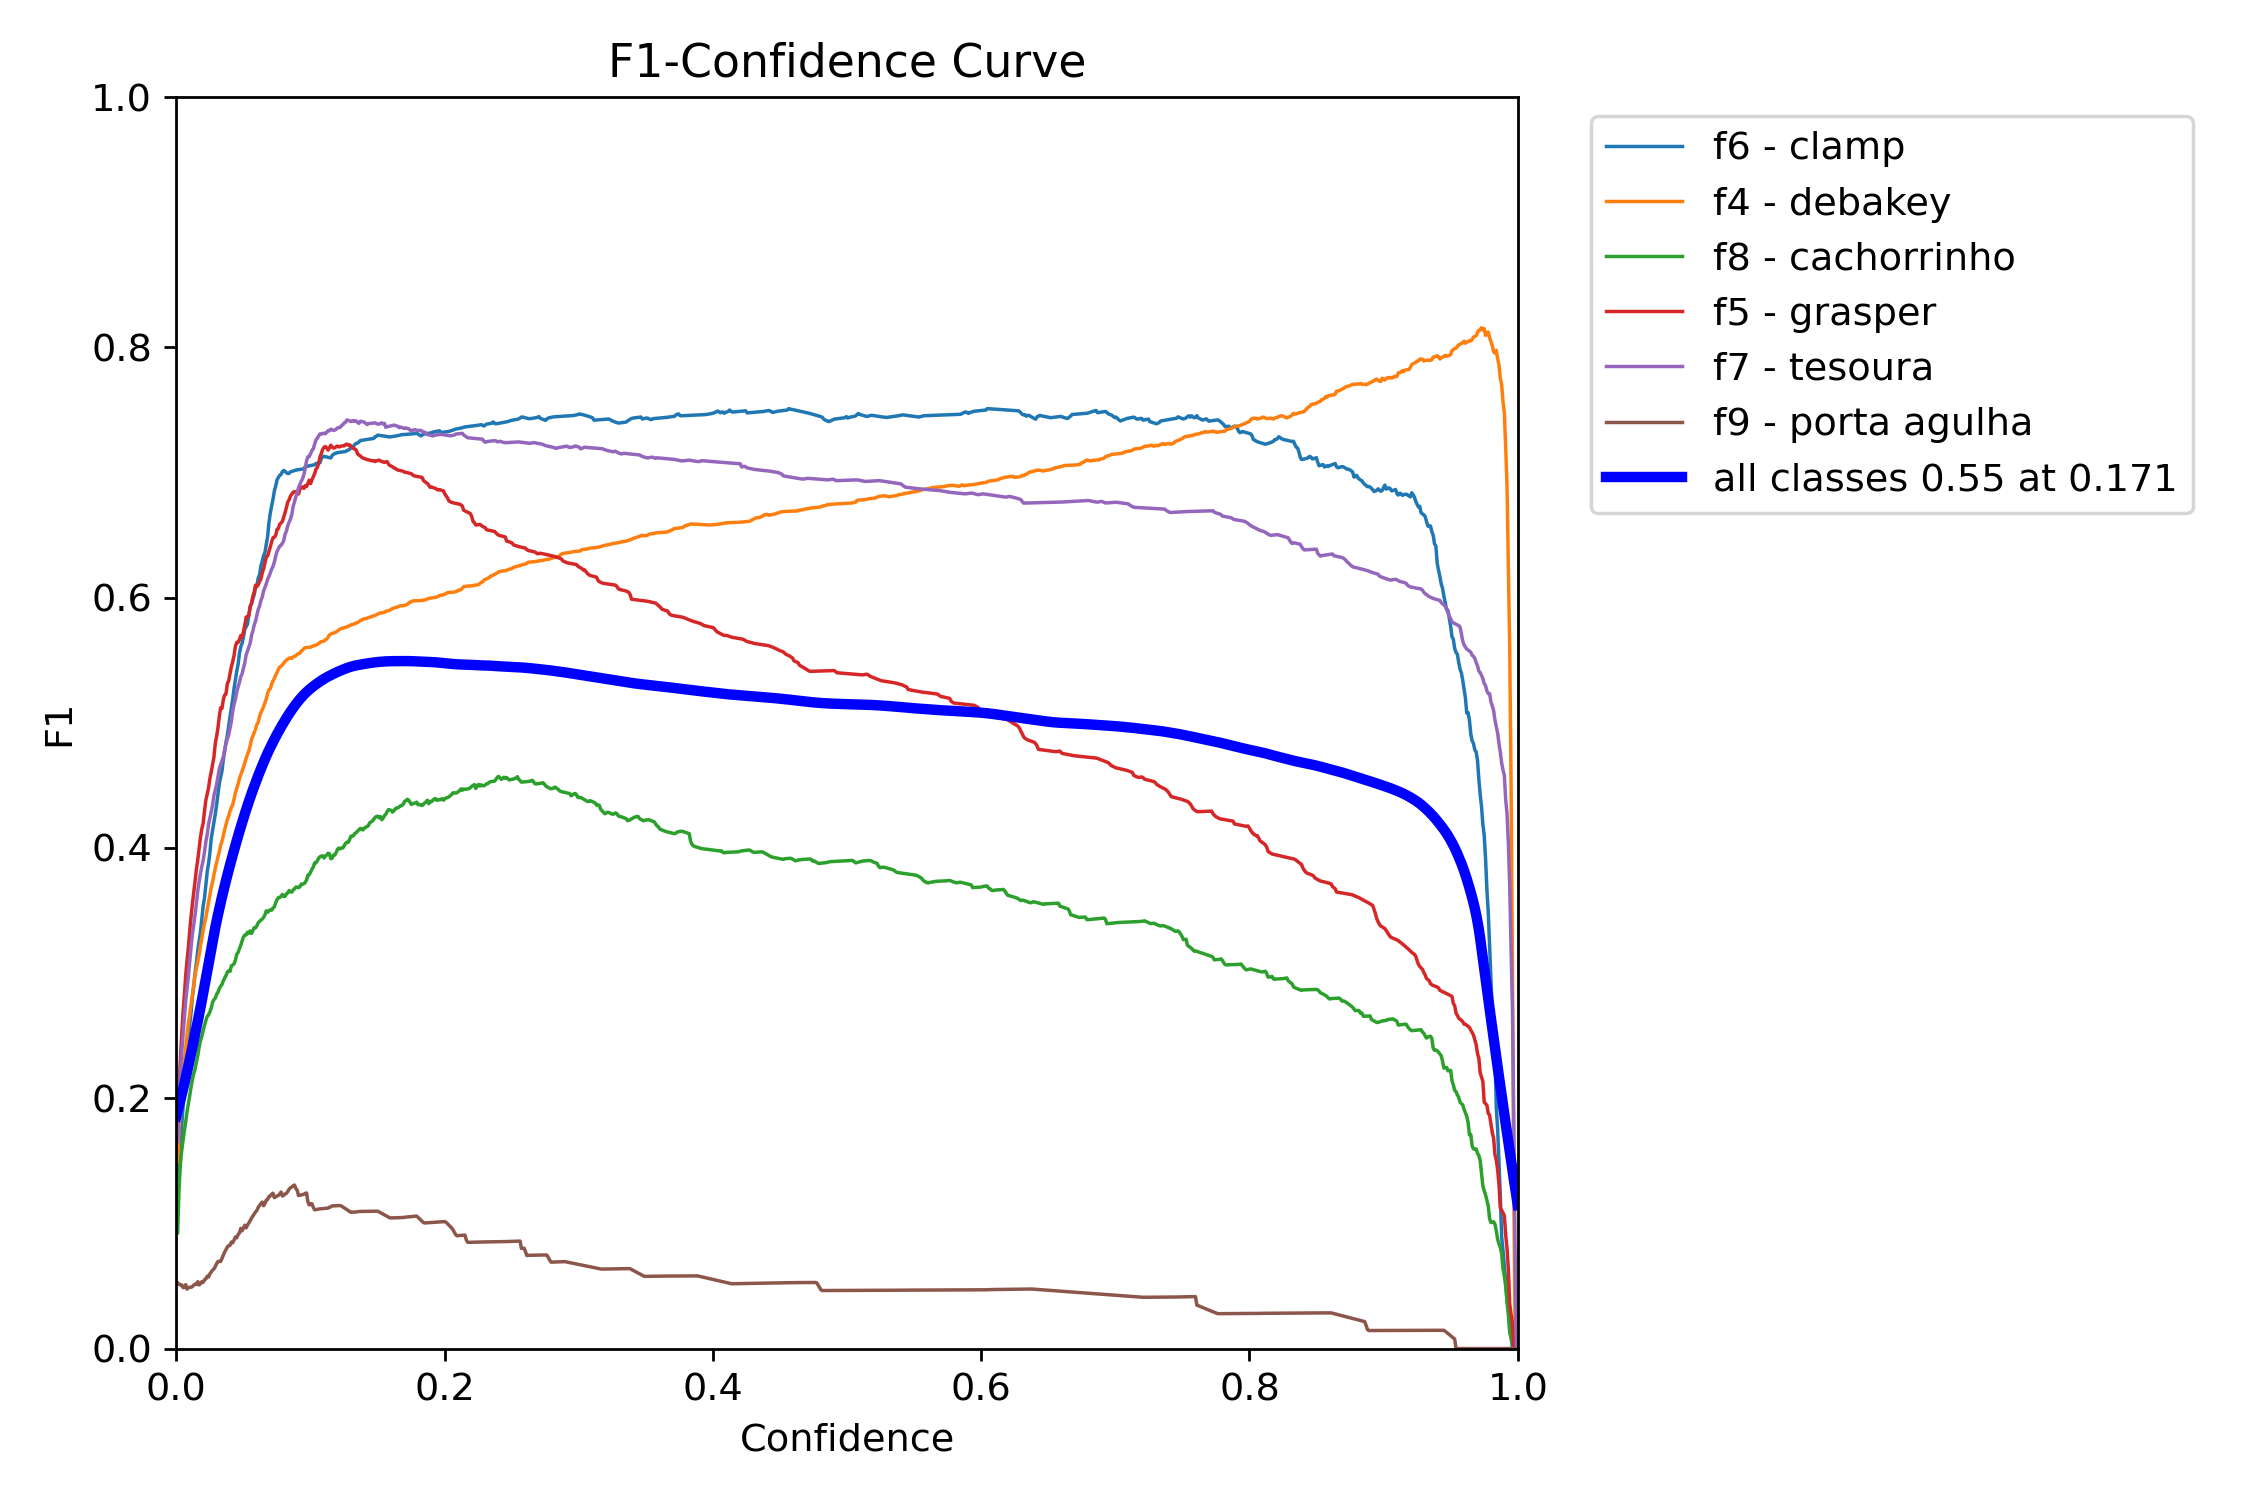 F1-Confidence Curve
1.0
0.8
0.6
0.4
0.2
0.0
F1
0.0 0.2 0.4 0.6 0.8 1.0
Confidence
f6 - clamp
f4 - debakey
f8 - cachorrinho
f5 - grasper
f7 - tesoura
f9 - porta agulha
all classes 0.55 at 0.171